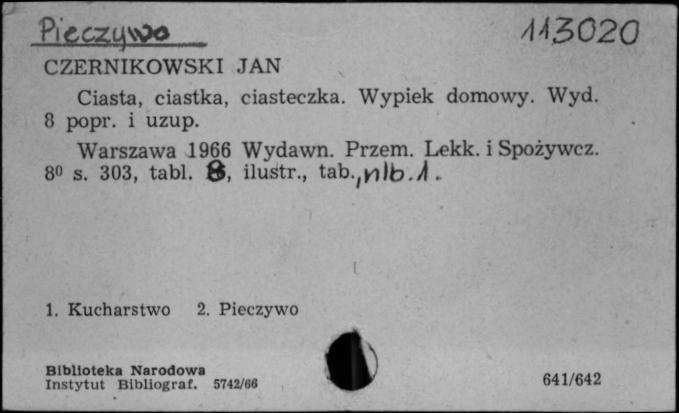 Pieczywo 113020
CZERNIKOWSKI JAN
Ciasta, ciastka, ciasteczka. Wypiek domowy. Wyd.
8 popr. i uzup.
Warszawa 1966 Wydawn. Przem. Lekk. i Spożywcz.
8⁰ s. 303, tabl. 8, ilustr., tab., nlb. 1.
1. Kucharstwo 2. Pieczywo
Biblioteka Narodowa
Instytut Bibliograf. 5742/66 641/642